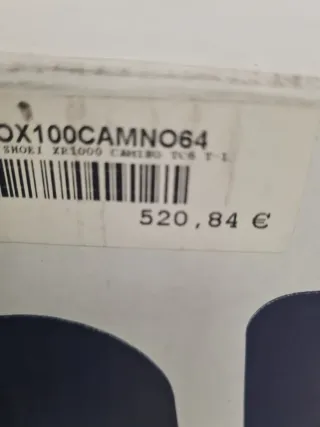 OX100CAMNO64
SHOEI XR1000 CAMINO TC6 T-L
520,84 €